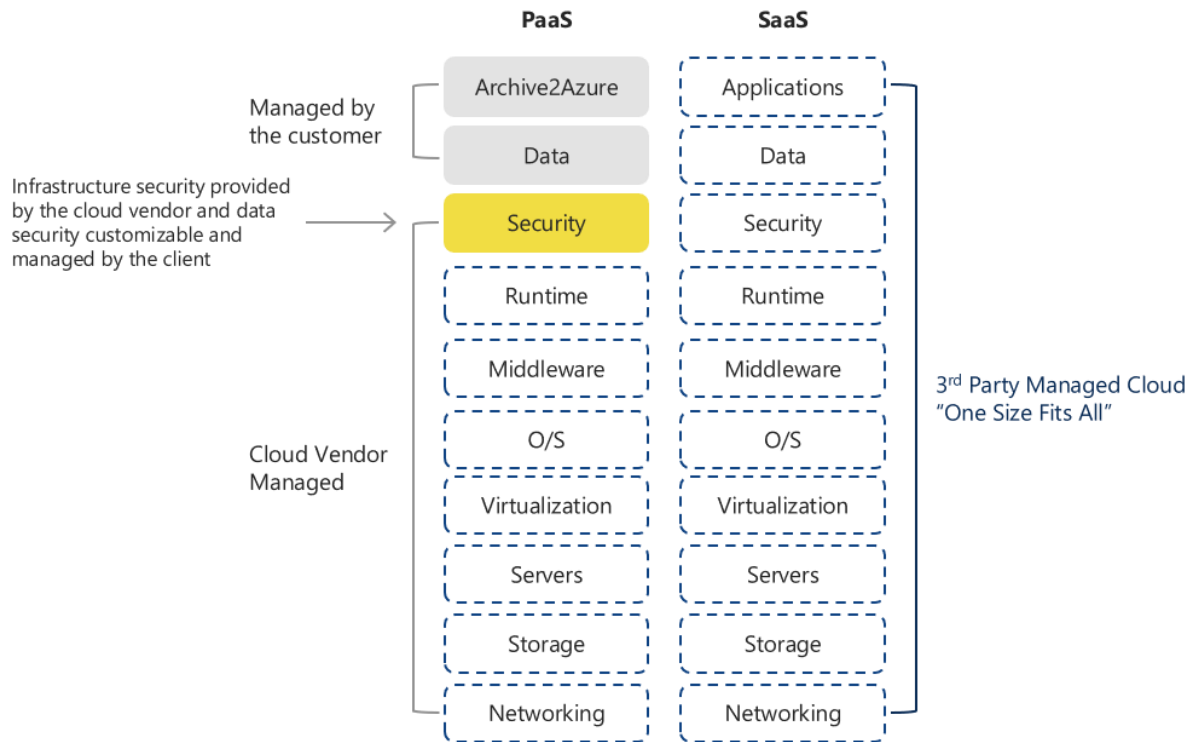 PaaS
SaaS
Managed by
the customer
Archive2Azure
Applications
Data
Data
Infrastructure security provided
by the cloud vendor and data
security customizable and
managed by the client
Security
Security
Runtime
Runtime
Middleware
Middleware
3rd Party Managed Cloud
“One Size Fits All”
Cloud Vendor
Managed
O/S
O/S
Virtualization
Virtualization
Servers
Servers
Storage
Storage
Networking
Networking